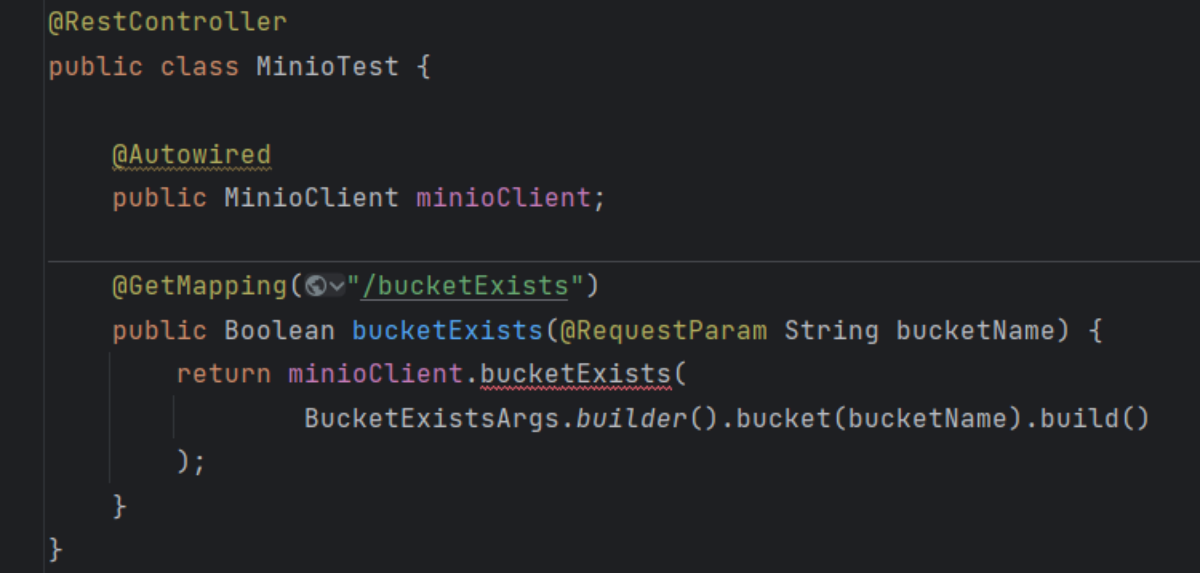 @RestController
public class MinioTest {
@Autowired
public MinioClient minioClient;
@GetMapping("/bucketExists")
public Boolean bucketExists(@RequestParam String bucketName) {
return minioClient.bucketExists(
BucketExistsArgs.builder().bucket(bucketName).build()
);
}
}